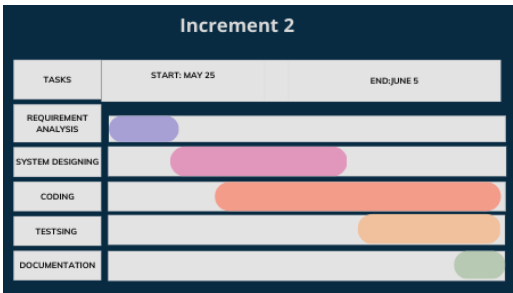 Increment 2
TASKS
START: MAY 25
END:JUNE 5
REQUIREMENT
ANALYSIS
SYSTEM DESIGNING
CODING
TESTSING
DOCUMENTATION